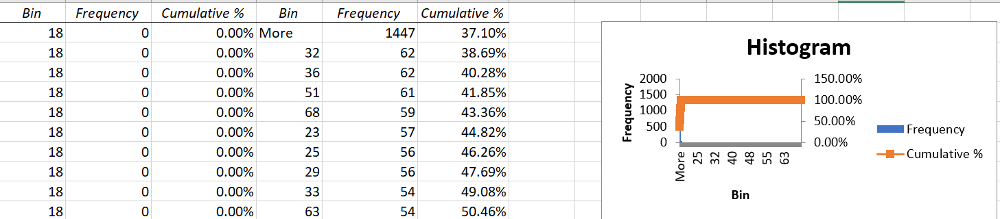 Bin Frequency Cumulative % Bin Frequency Cumulative %
18 0 0.00% More 1447 37.10%
18 0 0.00% 32 62 38.69%
18 0 0.00% 36 62 40.28%
18 0 0.00% 51 61 41.85%
18 0 0.00% 68 59 43.36%
18 0 0.00% 23 57 44.82%
18 0 0.00% 25 56 46.26%
18 0 0.00% 29 56 47.69%
18 0 0.00% 33 54 49.08%
18 0 0.00% 63 54 50.46%
Histogram
Frequency
2000
1500
1000
500
0
150.00%
100.00%
50.00%
0.00%
More 25 32 40 48 55 63
Bin
Frequency
Cumulative %